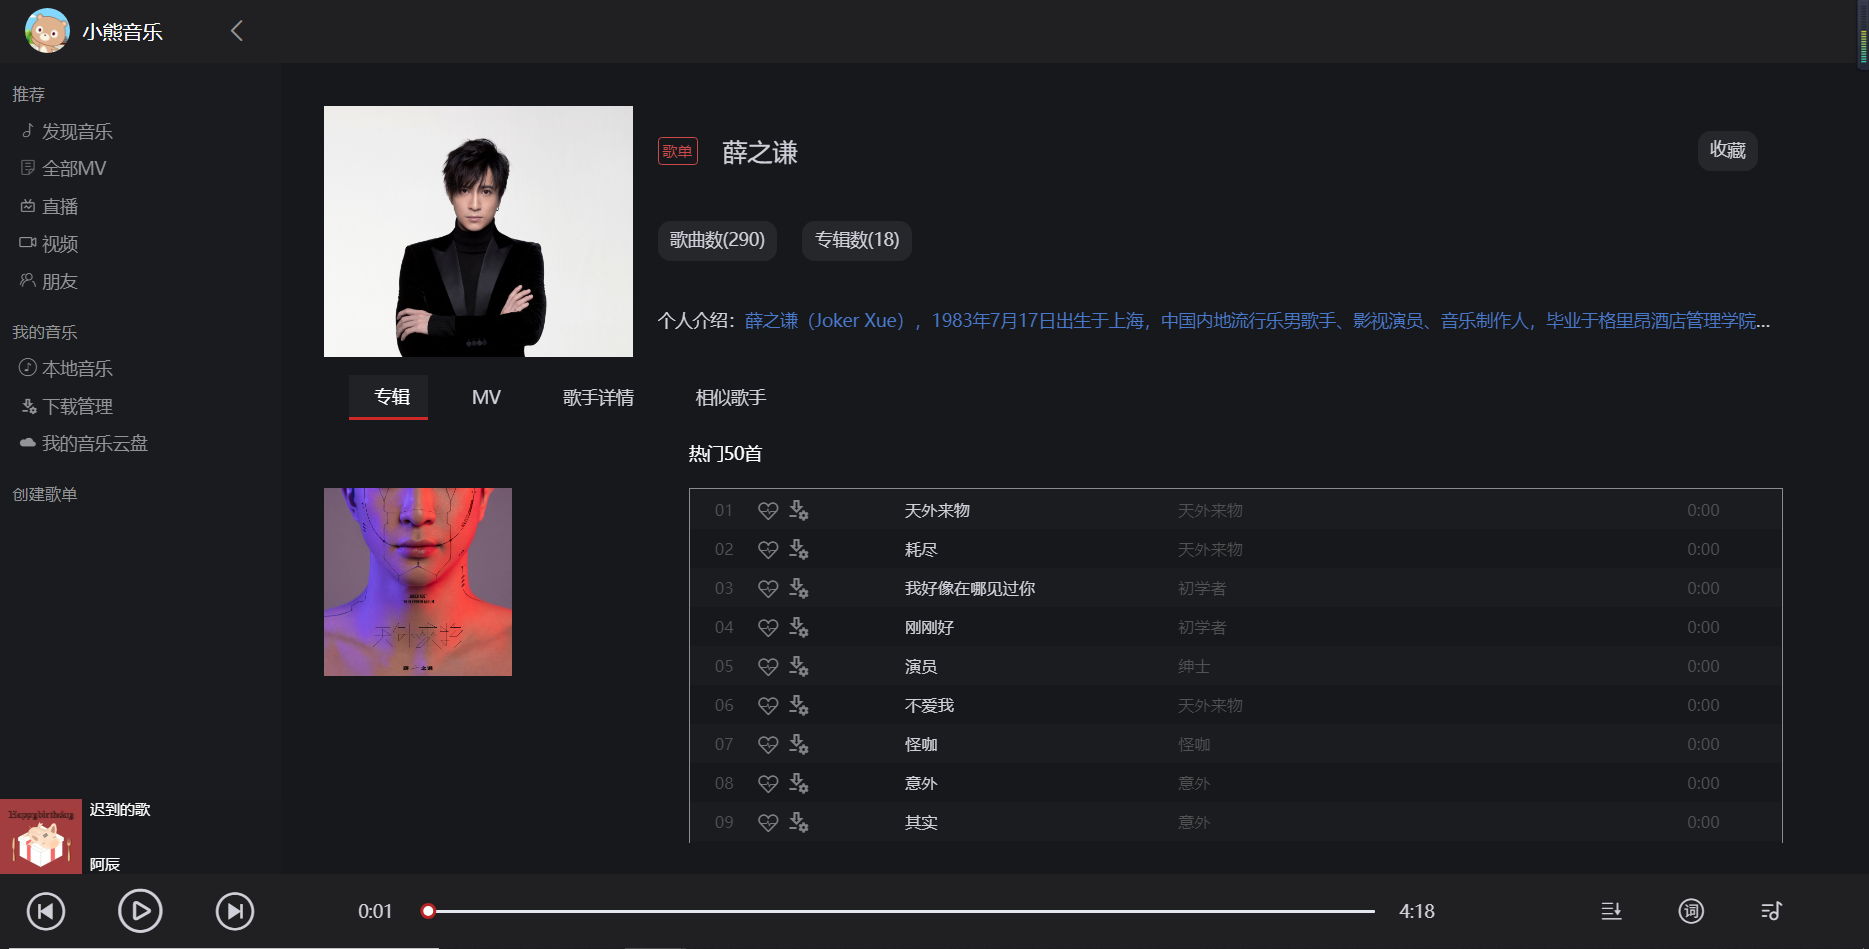 小熊音乐
推荐
发现音乐
全部MV
直播
视频
朋友
我的音乐
本地音乐
下载管理
我的音乐云盘
创建歌单
歌单 薛之谦
收藏
歌曲数(290) 专辑数(18)
个人介绍：薛之谦（Joker Xue），1983年7月17日出生于上海，中国内地流行乐男歌手、影视演员、音乐制作人，毕业于格里昂酒店管理学院...
专辑 MV 歌手详情 相似歌手
热门50首
天外来物
01 天外来物 天外来物 0:00
02 耗尽 天外来物 0:00
03 我好像在哪见过你 初学者 0:00
04 刚刚好 初学者 0:00
05 演员 绅士 0:00
06 不爱我 天外来物 0:00
07 怪咖 怪咖 0:00
08 意外 意外 0:00
09 其实 意外 0:00
Happy birthday
迟到的歌
阿辰
0:01 4:18 词